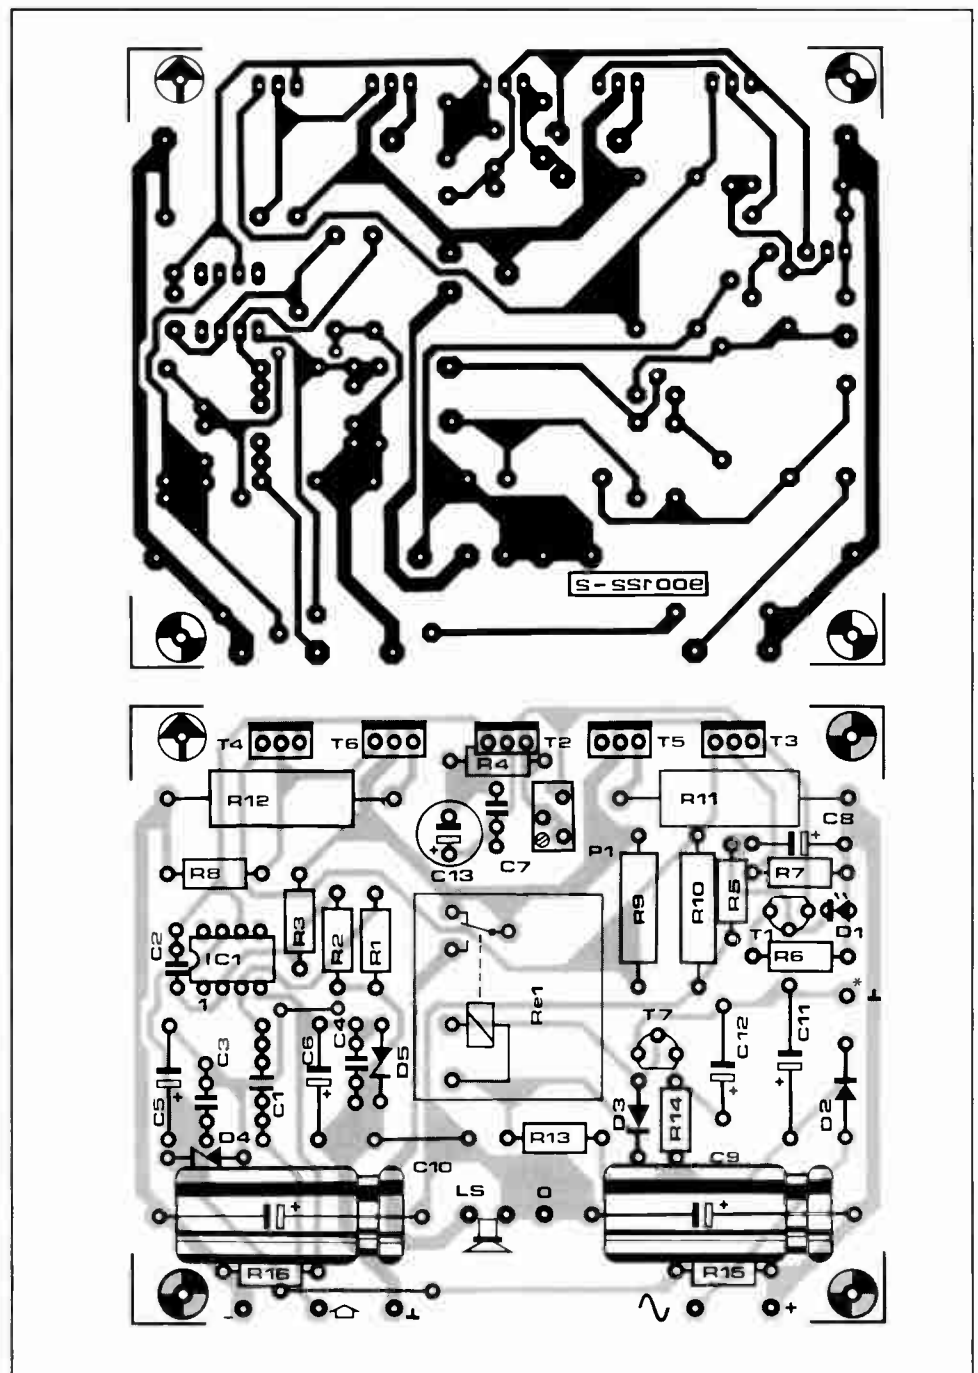 900122-2
T4 T6 T2 T5 T3
R4
R12 R11
C8
C13 C7 P1
R8 R7
R3 R2 R1 R9 R10 R5
C2 IC1 T1 D1
R6
1 Re1 * ⊥
T7
C3 C6 C4 D5 C12 C11
C5 C1 D3 R14 D2
D4 R13
C10 C9
LS 0
R16 R15
- ⊥ ~ +